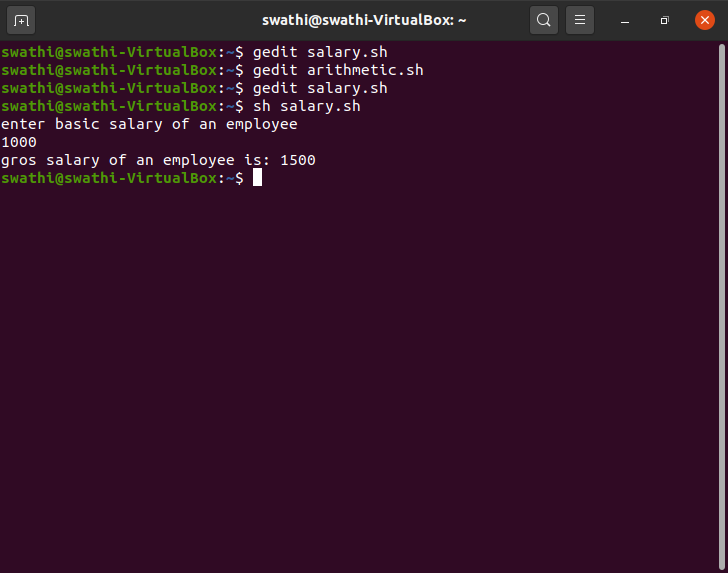 swathi@swathi-VirtualBox: ~
swathi@swathi-VirtualBox:~$ gedit salary.sh
swathi@swathi-VirtualBox:~$ gedit arithmetic.sh
swathi@swathi-VirtualBox:~$ gedit salary.sh
swathi@swathi-VirtualBox:~$ sh salary.sh
enter basic salary of an employee
1000
gros salary of an employee is: 1500
swathi@swathi-VirtualBox:~$